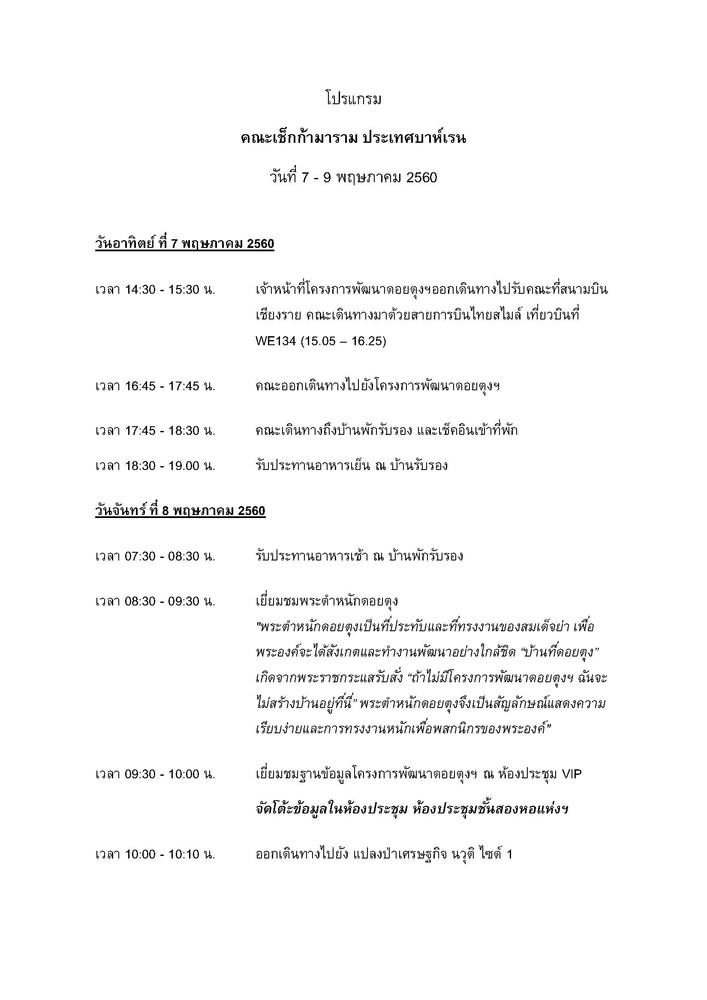 โปรแกรม
คณะเช็กก้ามาราม ประเทศบาห์เรน
วันที่ 7 - 9 พฤษภาคม 2560
วันอาทิตย์ ที่ 7 พฤษภาคม 2560
เวลา 14:30 - 15:30 น. เจ้าหน้าที่โครงการพัฒนาดอยตุงฯออกเดินทางไปรับคณะที่สนามบิน
เชียงราย คณะเดินทางมาด้วยสายการบินไทยสไมล์ เที่ยวบินที่
WE134 (15.05 – 16.25)
เวลา 16:45 - 17:45 น. คณะออกเดินทางไปยังโครงการพัฒนาดอยตุงฯ
เวลา 17:45 - 18:30 น. คณะเดินทางถึงบ้านพักรับรอง และเช็คอินเข้าที่พัก
เวลา 18:30 - 19.00 น. รับประทานอาหารเย็น ณ บ้านรับรอง
วันจันทร์ ที่ 8 พฤษภาคม 2560
เวลา 07:30 - 08:30 น. รับประทานอาหารเช้า ณ บ้านพักรับรอง
เวลา 08:30 - 09:30 น. เยี่ยมชมพระตำหนักดอยตุง
"พระตำหนักดอยตุงเป็นที่ประทับและที่ทรงงานของสมเด็จย่า เพื่อ
พระองค์จะได้สังเกตและทำงานพัฒนาอย่างใกล้ชิด “บ้านที่ดอยตุง”
เกิดจากพระราชกระแสรับสั่ง “ถ้าไม่มีโครงการพัฒนาดอยตุงฯ ฉันจะ
ไม่สร้างบ้านอยู่ที่นี่” พระตำหนักดอยตุงจึงเป็นสัญลักษณ์แสดงความ
เรียบง่ายและการทรงงานหนักเพื่อพสกนิกรของพระองค์"
เวลา 09:30 - 10:00 น. เยี่ยมชมฐานข้อมูลโครงการพัฒนาดอยตุงฯ ณ ห้องประชุม VIP
จัดโต้ะข้อมูลในห้องประชุม ห้องประชุมชั้นสองหอแห่งฯ
เวลา 10:00 - 10:10 น. ออกเดินทางไปยัง แปลงป่าเศรษฐกิจ นวุติ ไซต์ 1